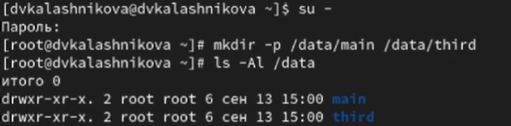 [dvkalashnikova@dvkalashnikova ~]$ su -
Пароль:
[root@dvkalashnikova ~]# mkdir -p /data/main /data/third
[root@dvkalashnikova ~]# ls -Al /data
итого 0
drwxr-xr-x. 2 root root 6 сен 13 15:00 main
drwxr-xr-x. 2 root root 6 сен 13 15:00 third